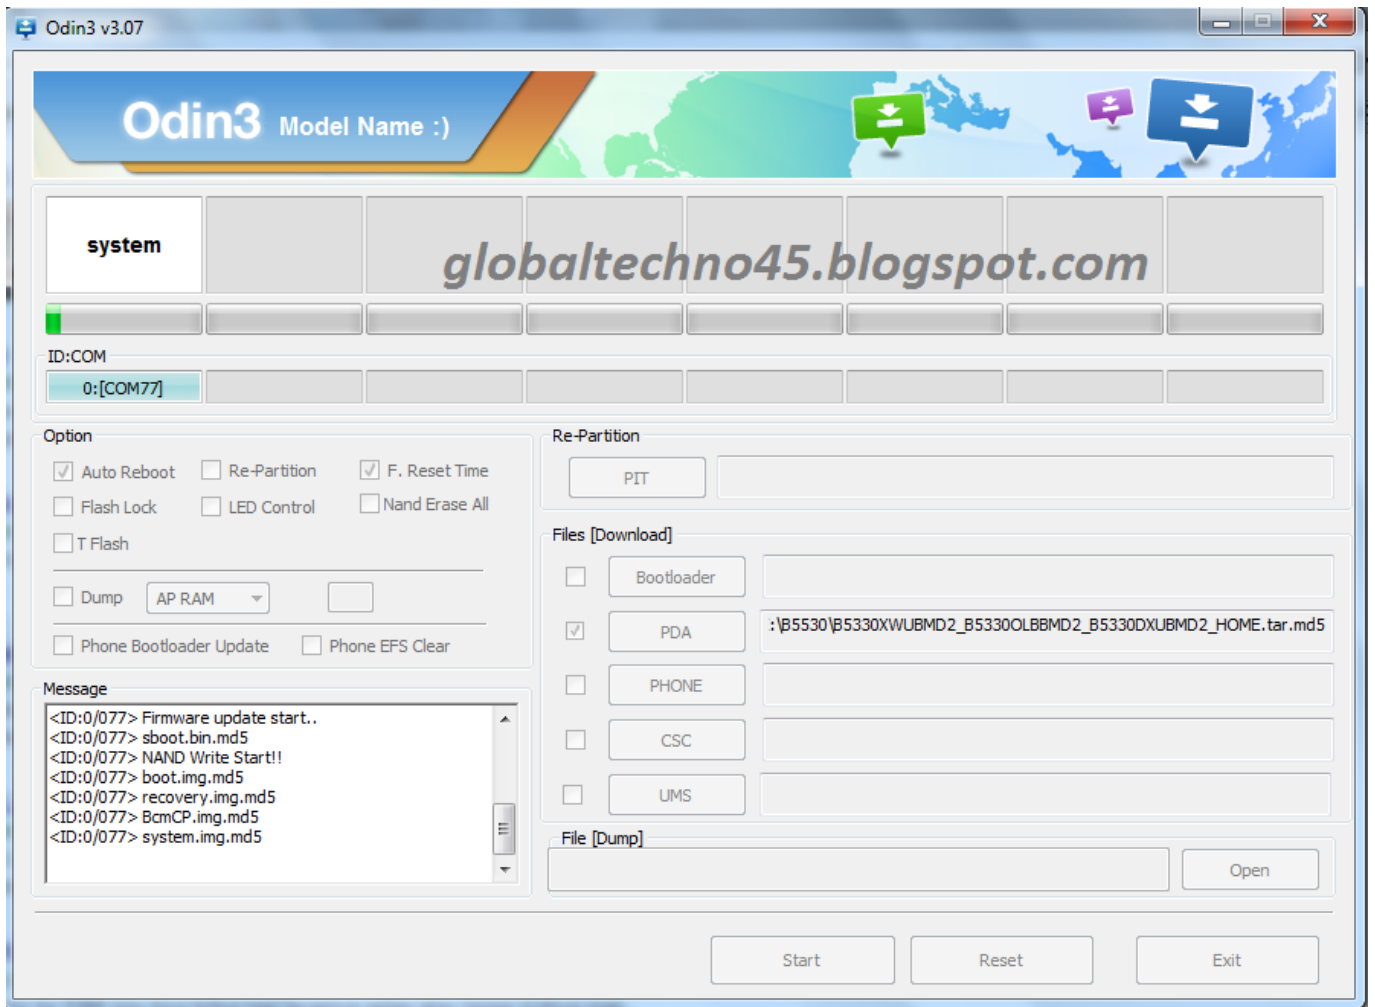 Odin3 v3.07
Odin3 Model Name :)
system
globaltechno45.blogspot.com
ID:COM
0:[COM77]
Option
Auto Reboot
Re-Partition
F. Reset Time
Flash Lock
LED Control
Nand Erase All
T Flash
Dump
AP RAM
Phone Bootloader Update
Phone EFS Clear
Re-Partition
PIT
Files [Download]
Bootloader
PDA
:\B5530\B5330XWUBMD2_B5330OLBBMD2_B5330DXUBMD2_HOME.tar.md5
PHONE
CSC
UMS
File [Dump]
Open
Message
<ID:0/077> Firmware update start..
<ID:0/077> sboot.bin.md5
<ID:0/077> NAND Write Start!!
<ID:0/077> boot.img.md5
<ID:0/077> recovery.img.md5
<ID:0/077> BcmCP.img.md5
<ID:0/077> system.img.md5
Start
Reset
Exit